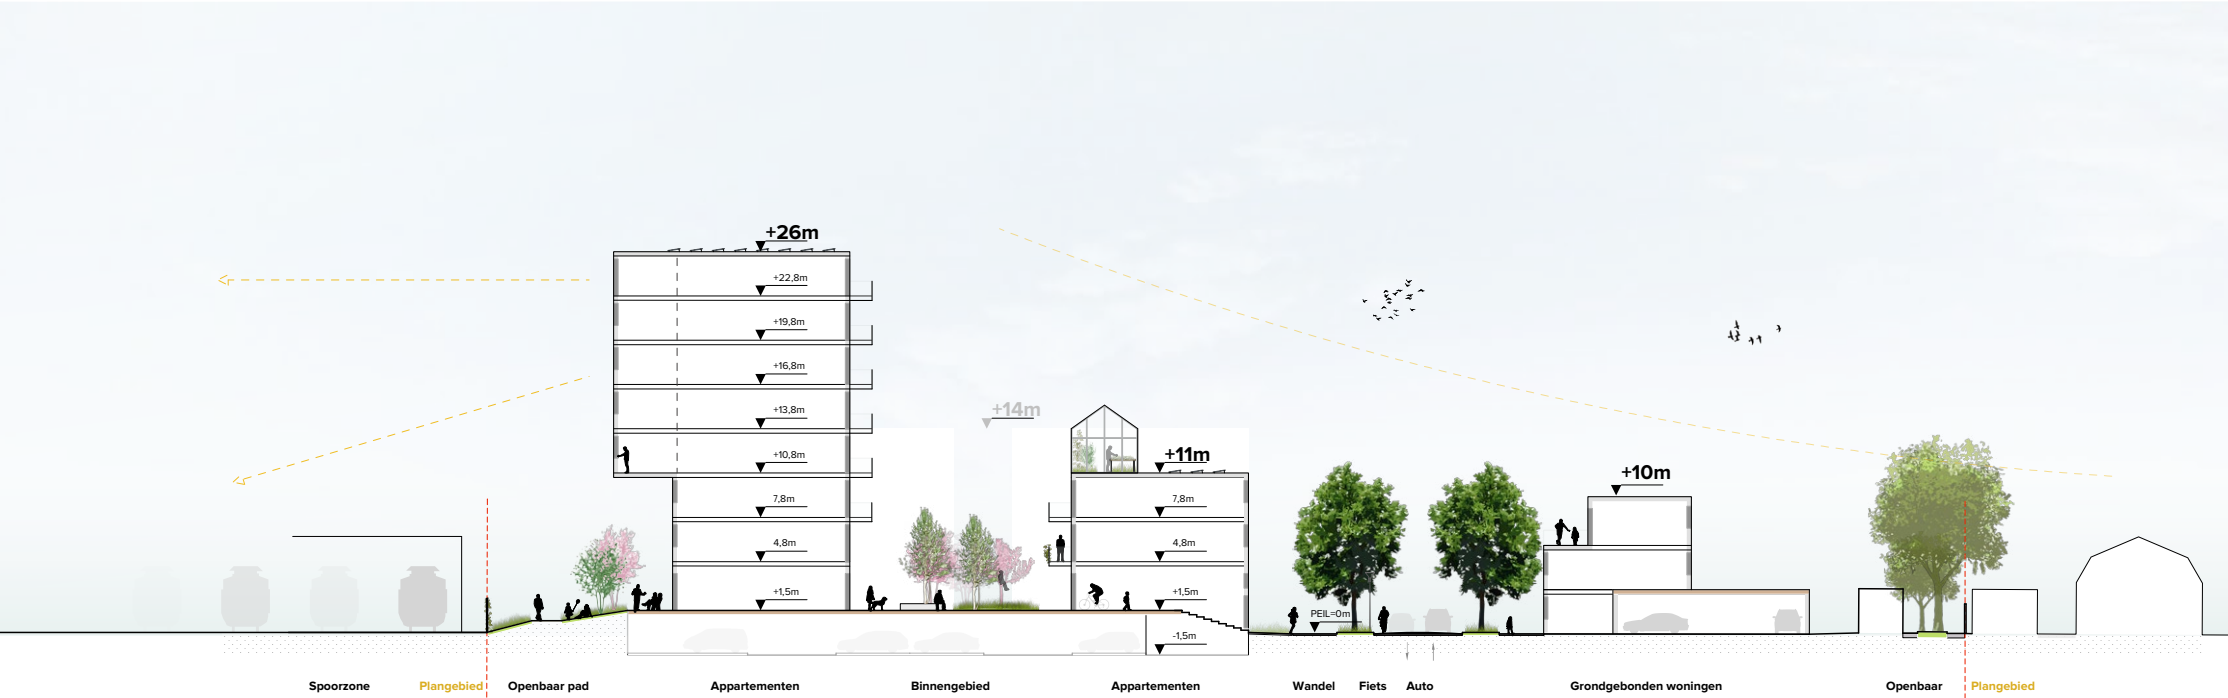 +26m
+22,8m
+19,8m
+16,8m
+13,8m
+10,8m
7,8m
4,8m
+1,5m
+14m
+11m
7,8m
4,8m
+1,5m
-1,5m
PEIL=0m
+10m
Spoorzone
Plangebied
Openbaar pad
Appartementen
Binnengebied
Appartementen
Wandel
Fiets
Auto
Grondgebonden woningen
Openbaar
Plangebied